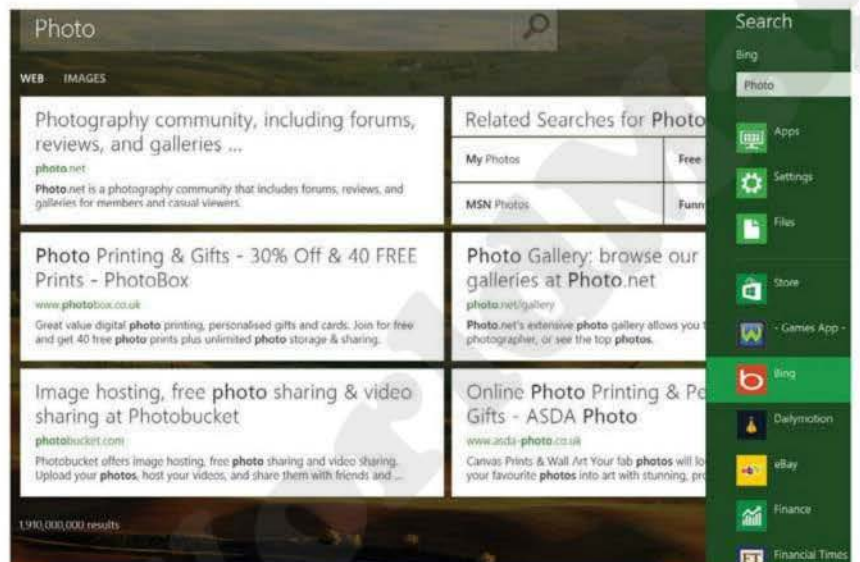 Photo
WEB IMAGES
Photography community, including forums,
reviews, and galleries ...
photo.net
Photo.net is a photography community that includes forums, reviews, and
galleries for members and casual viewers.
Photo Printing & Gifts - 30% Off & 40 FREE
Prints - PhotoBox
www.photobox.co.uk
Great value digital photo printing, personalised gifts and cards. Join for free
and get 40 free photo prints plus unlimited photo storage & sharing.
Image hosting, free photo sharing & video
sharing at Photobucket
photobucket.com
Photobucket offers image hosting, free photo sharing and video sharing.
Upload your photos, host your videos, and share them with friends and ...
1,910,000,000 results
Related Searches for Photo
My Photos Free
MSN Photos Funn
Photo Gallery: browse our
galleries at Photo.net
photo.net/gallery
Photo.net's extensive photo gallery allows you t
photographer, or see the top photos.
Online Photo Printing & Pe
Gifts - ASDA Photo
www.asda-photo.co.uk
Canvas Prints & Wall Art Your fab photos will lo
your favourite photos into art with stunning, pro
Search
Bing
Photo
Apps
Settings
Files
Store
- Games App -
Bing
Dailymotion
eBay
Finance
FT Financial Times